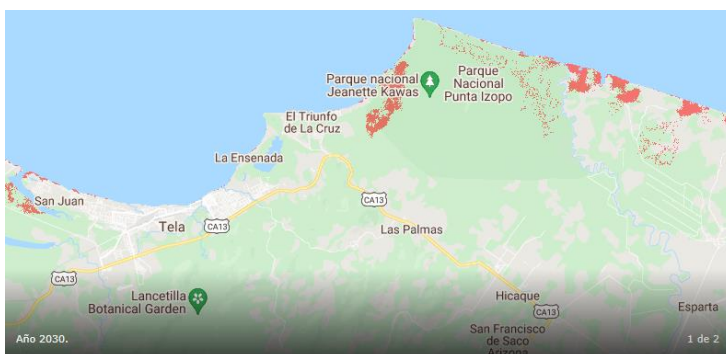 Parque nacional
Jeanette Kawas
Parque
Nacional
Punta Izopo
El Triunfo
de La Cruz
La Ensenada
San Juan
Tela
CA13
CA13
Las Palmas
CA13
CA13
Lancetilla
Botanical Garden
Hicaque
CA13
Esparta
San Francisco
de Saco
Arizona
Año 2030.
1 de 2